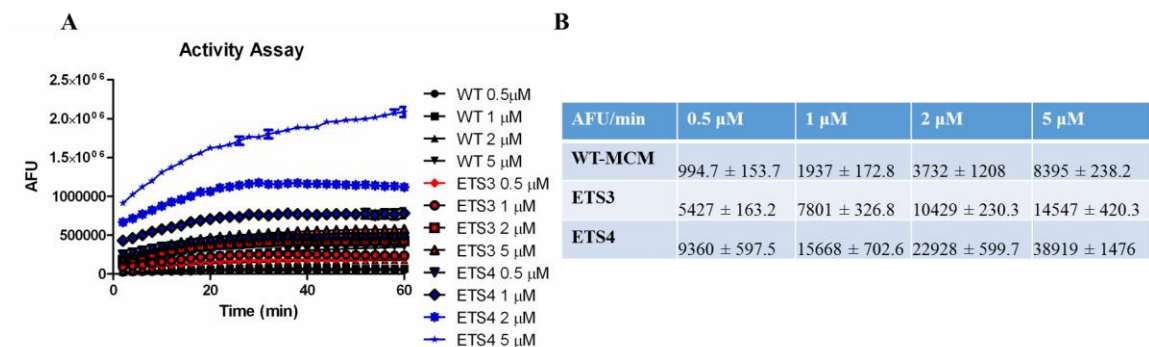 A
B
Activity Assay
2.5×10⁰⁶
2.0×10⁰⁶
1.5×10⁰⁶
1000000
500000
0
AFU
0 20 40 60
Time (min)
WT 0.5μM
WT 1 μM
WT 2 μM
WT 5 μM
ETS3 0.5 μM
ETS3 1 μM
ETS3 2 μM
ETS3 5 μM
ETS4 0.5 μM
ETS4 1 μM
ETS4 2 μM
ETS4 5 μM
AFU/min 0.5 μM 1 μM 2 μM 5 μM
WT-MCM 994.7 ± 153.7 1937 ± 172.8 3732 ± 1208 8395 ± 238.2
ETS3 5427 ± 163.2 7801 ± 326.8 10429 ± 230.3 14547 ± 420.3
ETS4 9360 ± 597.5 15668 ± 702.6 22928 ± 599.7 38919 ± 1476